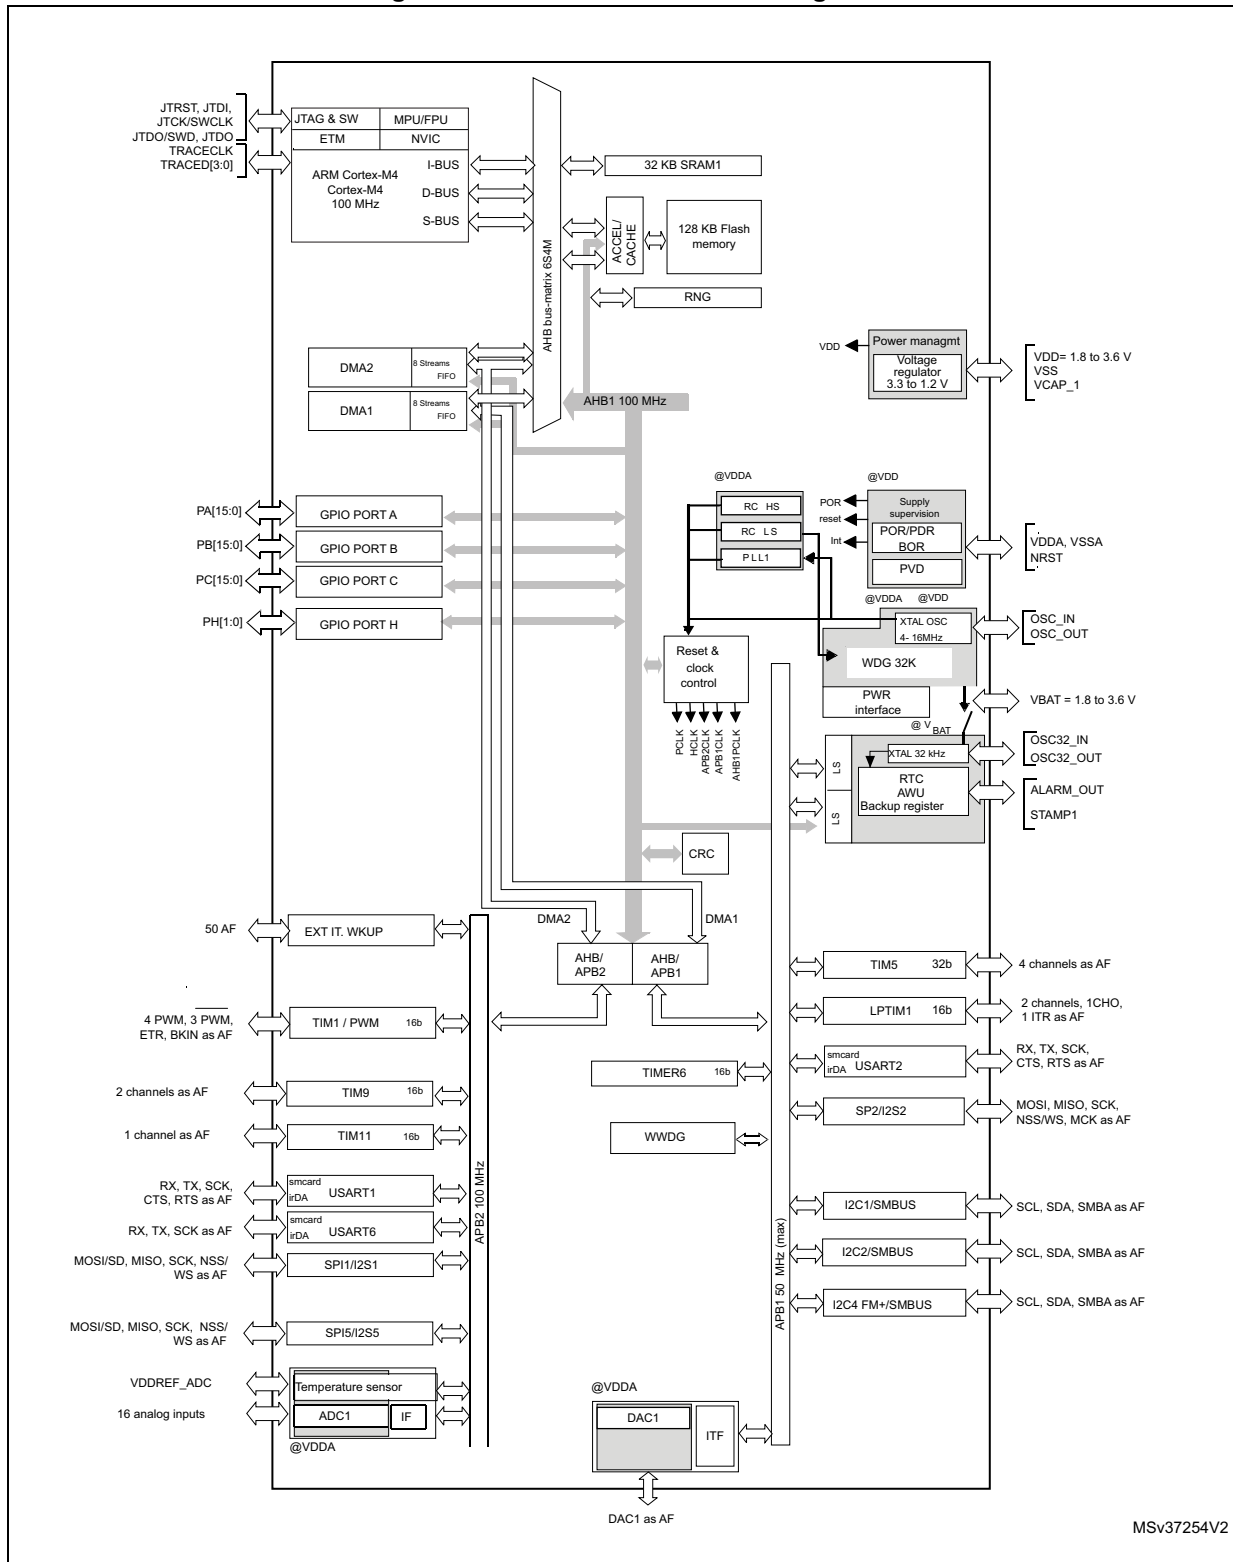 JTRST, JTDI,
JTCK/SWCLK
JTDO/SWD, JTDO
TRACECLK
TRACED[3:0]
JTAG & SW
MPU/FPU
ETM
NVIC
ARM Cortex-M4
Cortex-M4
100 MHz
I-BUS
D-BUS
S-BUS
AHB bus-matrix 6S4M
32 KB SRAM1
ACCEL/
CACHE
128 KB Flash
memory
RNG
DMA2
8 Streams
FIFO
DMA1
8 Streams
FIFO
AHB1 100 MHz
VDD
Power managmt
Voltage
regulator
3.3 to 1.2 V
VDD= 1.8 to 3.6 V
VSS
VCAP_1
@VDDA
RC HS
RC LS
PLL1
@VDD
POR
reset
Int
Supply
supervision
POR/PDR
BOR
PVD
VDDA, VSSA
NRST
PA[15:0]
GPIO PORT A
PB[15:0]
GPIO PORT B
PC[15:0]
GPIO PORT C
PH[1:0]
GPIO PORT H
@VDDA
@VDD
XTAL OSC
4- 16MHz
OSC_IN
OSC_OUT
WDG 32K
PWR
interface
Reset &
clock
control
PCLK
HCLK
APB2CLK
APB1CLK
AHB1PCLK
VBAT = 1.8 to 3.6 V
@ VBAT
LS
LS
XTAL 32 kHz
RTC
AWU
Backup register
OSC32_IN
OSC32_OUT
ALARM_OUT
STAMP1
CRC
DMA2
DMA1
AHB/
APB2
AHB/
APB1
50 AF
EXT IT. WKUP
4 PWM, 3 PWM,
ETR, BKIN as AF
TIM1 / PWM 16b
2 channels as AF
TIM9 16b
1 channel as AF
TIM11 16b
RX, TX, SCK,
CTS, RTS as AF
smcard
irDA USART1
RX, TX, SCK as AF
smcard
irDA USART6
MOSI/SD, MISO, SCK, NSS/
WS as AF
SPI1/I2S1
MOSI/SD, MISO, SCK, NSS/
WS as AF
SPI5/I2S5
VDDREF_ADC
Temperature sensor
16 analog inputs
ADC1
IF
@VDDA
APB2 100 MHz
TIMER6 16b
WWDG
APB1 50 MHz (max)
TIM5 32b
4 channels as AF
LPTIM1 16b
2 channels, 1CHO,
1 ITR as AF
smcard
irDA USART2
RX, TX, SCK,
CTS, RTS as AF
SP2/I2S2
MOSI, MISO, SCK,
NSS/WS, MCK as AF
I2C1/SMBUS
SCL, SDA, SMBA as AF
I2C2/SMBUS
SCL, SDA, SMBA as AF
I2C4 FM+/SMBUS
SCL, SDA, SMBA as AF
@VDDA
DAC1
ITF
DAC1 as AF
MSv37254V2